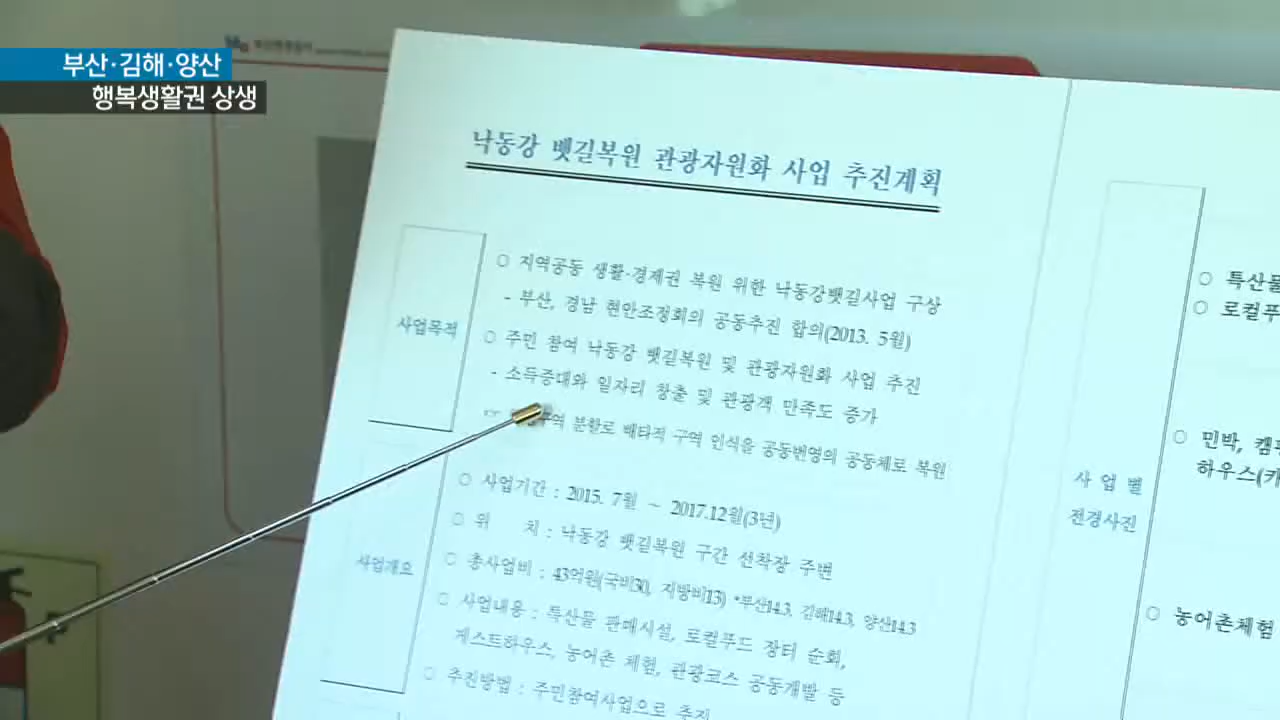 부산·김해·양산
행복생활권 상생
낙동강 뱃길복원 관광자원화 사업 추진계획
사업목적
○ 지역공동 생활·경제권 복원 위한 낙동강뱃길사업 구상
- 부산, 경남 현안조정회의 공동추진 합의(2013. 5월)
○ 주민 참여 낙동강 뱃길복원 및 관광자원화 사업 추진
- 소득증대와 일자리 창출 및 관광객 만족도 증가
분할로 배타적 구역 인식을 공동번영의 공동체로 복원
사업개요
○ 사업기간 : 2015. 7월 ~ 2017.12월(3년)
○ 위 치 : 낙동강 뱃길복원 구간 선착장 주변
○ 총사업비 : 43억원(국비30, 지방비13) *부산14.3, 김해14.3, 양산14.3
○ 사업내용 : 특산물 판매시설, 로컬푸드 장터 순회,
게스트하우스, 농어촌 체험, 관광코스 공동개발 등
○ 추진방법 : 주민참여사업으로 추진
사 업 별
전경사진
○ 특산물
○ 로컬푸
○ 민박, 캠
하우스(카
○ 농어촌체험